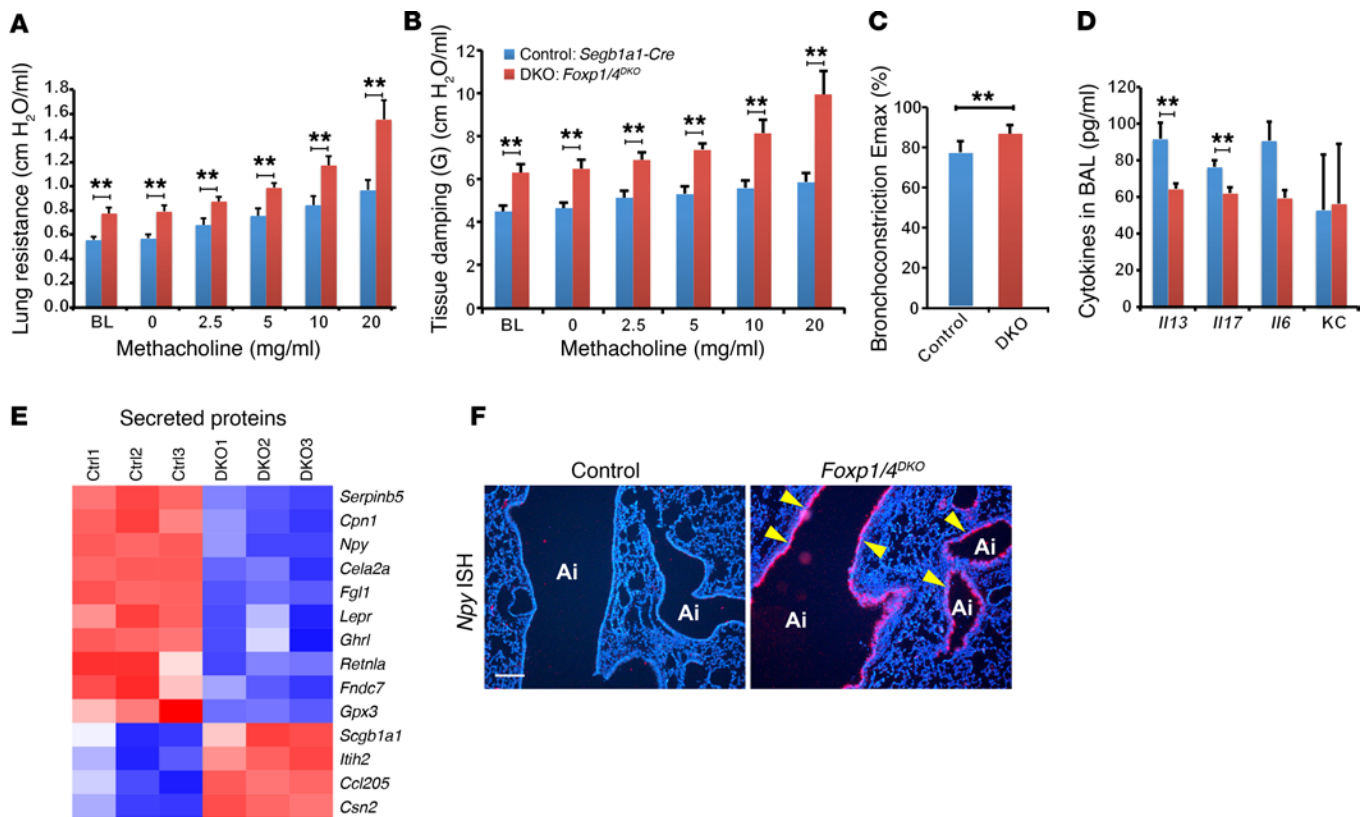 A
Lung resistance (cm H₂O/ml)
1.8
1.6
1.4
1.2
1.0
0.8
0.6
0.4
0.2
0.0
** ** ** ** ** **
BL 0 2.5 5 10 20
Methacholine (mg/ml)
B
Tissue damping (G) (cm H₂O/ml)
12
10
8
6
4
2
0
Control: Segb1a1-Cre
DKO: Foxp1/4ᴰᴷᴼ
** ** ** ** ** **
BL 0 2.5 5 10 20
Methacholine (mg/ml)
C
Bronchoconstriction Emax (%)
100
80
60
40
80
0
**
Control DKO
D
Cytokines in BAL (pg/ml)
120
100
80
60
40
20
0
** **
Il13 Il17 Il6 KC
E
Secreted proteins
Ctrl1 Ctrl2 Ctrl3 DKO1 DKO2 DKO3
Serpinb5
Cpn1
Npy
Cela2a
Fgl1
Lepr
Ghrl
Retnla
Fndc7
Gpx3
Scgb1a1
Itih2
Ccl205
Csn2
F
Control Foxp1/4ᴰᴷᴼ
Npy ISH
Ai Ai Ai Ai Ai